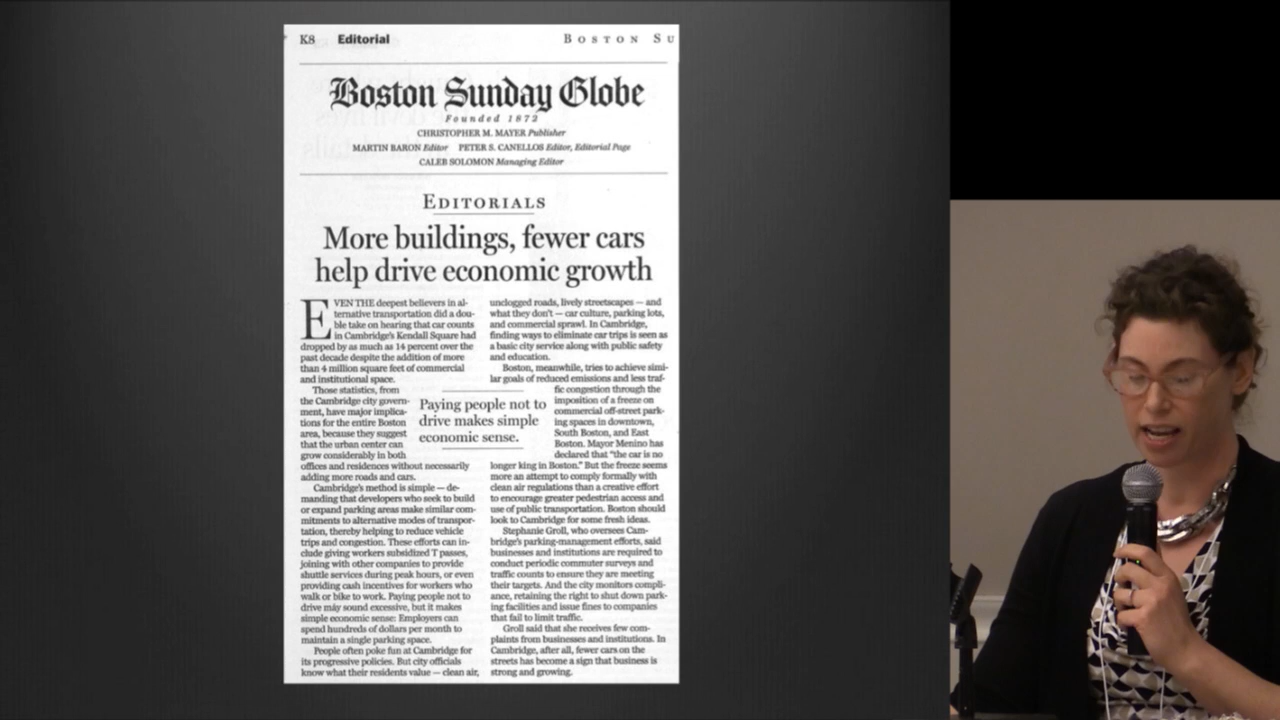 K8 Editorial BOSTON SU
Boston Sunday Globe
Founded 1872
CHRISTOPHER M. MAYER Publisher
MARTIN BARON Editor PETER S. CANELLOS Editor, Editorial Page
CALEB SOLOMON Managing Editor
EDITORIALS
More buildings, fewer cars
help drive economic growth
EVEN THE deepest believers in al-
ternative transportation did a dou-
ble take on hearing that car counts
in Cambridge's Kendall Square had
dropped by as much as 14 percent over the
past decade despite the addition of more
than 4 million square feet of commercial
and institutional space.
Those statistics, from
the Cambridge city govern-
ment, have major implica-
tions for the entire Boston
area, because they suggest
that the urban center can
grow considerably in both
offices and residences without necessarily
adding more roads and cars.
Cambridge's method is simple — de-
manding that developers who seek to build
or expand parking areas make similar com-
mitments to alternative modes of transpor-
tation, thereby helping to reduce vehicle
trips and congestion. These efforts can in-
clude giving workers subsidized T passes,
joining with other companies to provide
shuttle services during peak hours, or even
providing cash incentives for workers who
walk or bike to work. Paying people not to
drive may sound excessive, but it makes
simple economic sense: Employers can
spend hundreds of dollars per month to
maintain a single parking space.
People often poke fun at Cambridge for
its progressive policies. But city officials
know what their residents value — clean air,
Paying people not to
drive makes simple
economic sense.
unclogged roads, lively streetscapes — and
what they don't — car culture, parking lots,
and commercial sprawl. In Cambridge,
finding ways to eliminate car trips is seen as
a basic city service along with public safety
and education.
Boston, meanwhile, tries to achieve simi-
lar goals of reduced emissions and less traf-
fic congestion through the
imposition of a freeze on
commercial off-street park-
ing spaces in downtown,
South Boston, and East
Boston. Mayor Menino has
declared that "the car is no
longer king in Boston." But the freeze seems
more an attempt to comply formally with
clean air regulations than a creative effort
to encourage greater pedestrian access and
use of public transportation. Boston should
look to Cambridge for some fresh ideas.
Stephanie Groll, who oversees Cam-
bridge's parking-management efforts, said
businesses and institutions are required to
conduct periodic commuter surveys and
traffic counts to ensure they are meeting
their targets. And the city monitors compli-
ance, retaining the right to shut down park-
ing facilities and issue fines to companies
that fail to limit traffic.
Groll said that she receives few com-
plaints from businesses and institutions. In
Cambridge, after all, fewer cars on the
streets has become a sign that business is
strong and growing.